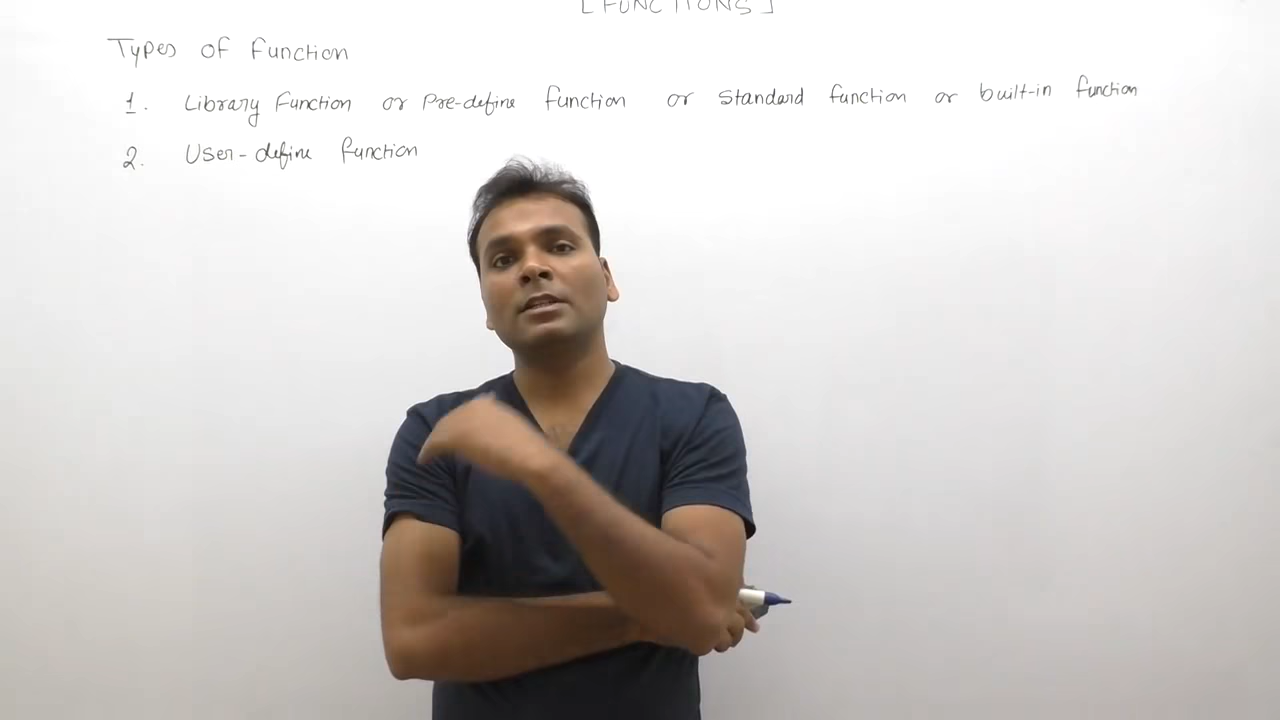 [FUNCTIONS]
Types of Function
1. Library Function or Pre-define function or Standard function or built-in function
2. User-define function